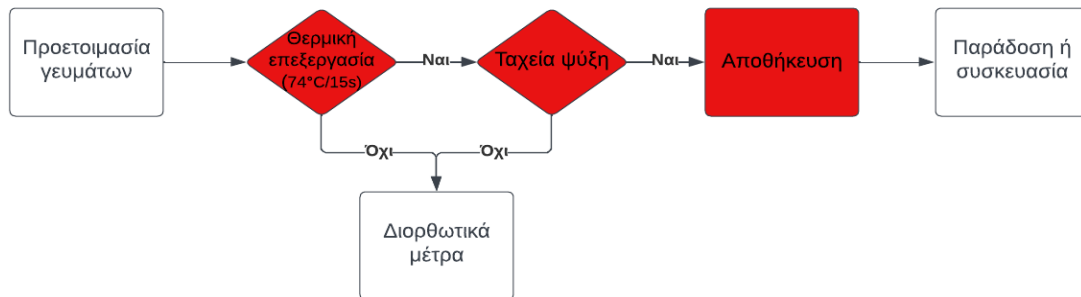 Προετοιμασία
γευμάτων
Θερμική
επεξεργασία
(74°C/15s)
Ναι
Ταχεία ψύξη
Ναι
Αποθήκευση
Παράδοση ή
συσκευασία
Όχι
Όχι
Διορθωτικά
μέτρα